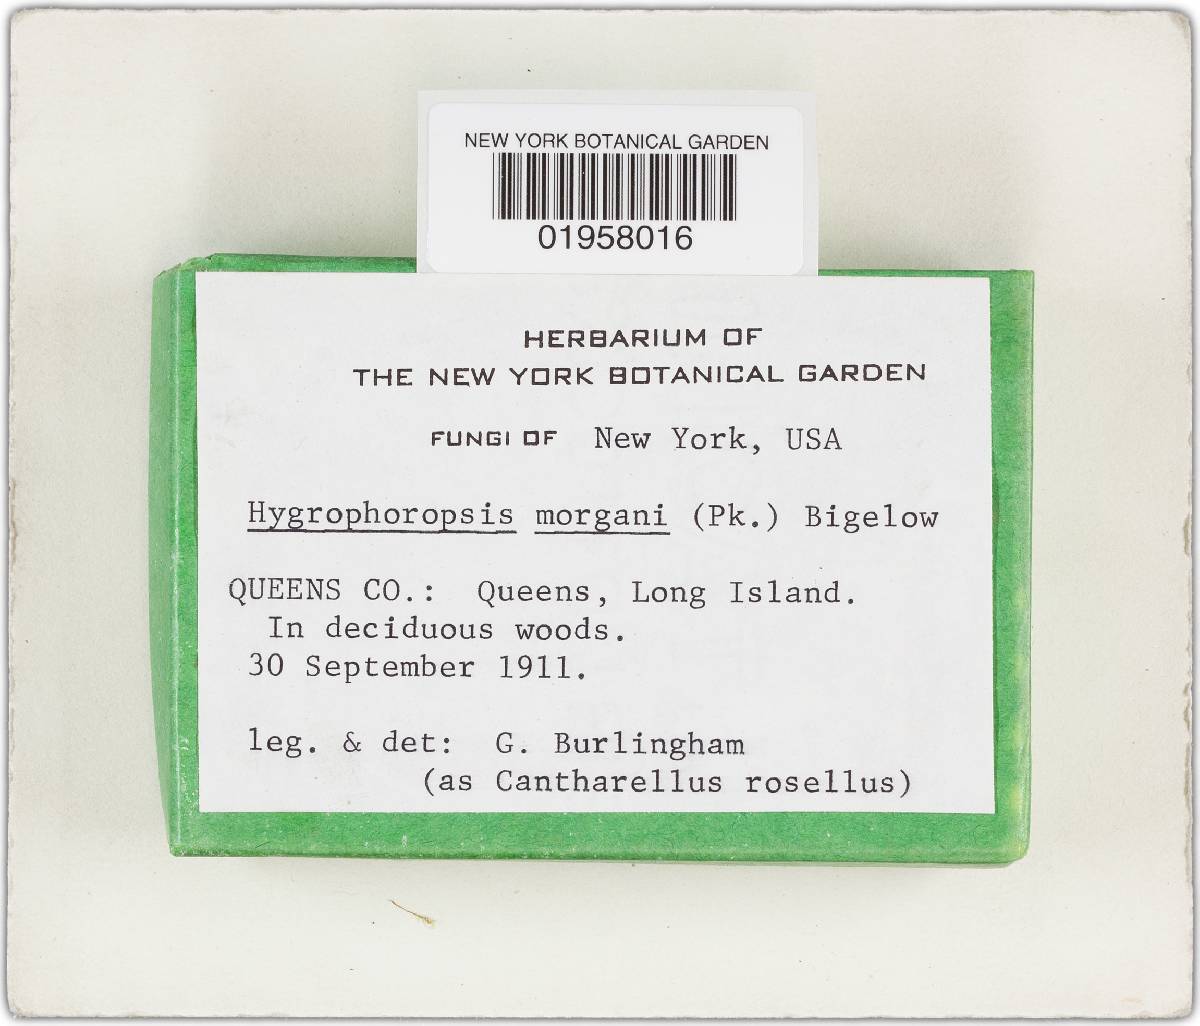 NEW YORK BOTANICAL GARDEN
01958016
HERBARIUM OF
THE NEW YORK BOTANICAL GARDEN
FUNGI OF New York, USA
Hygrophoropsis morgani (Pk.) Bigelow
QUEENS CO.: Queens, Long Island.
In deciduous woods.
30 September 1911.
leg. & det: G. Burlingham
(as Cantharellus rosellus)